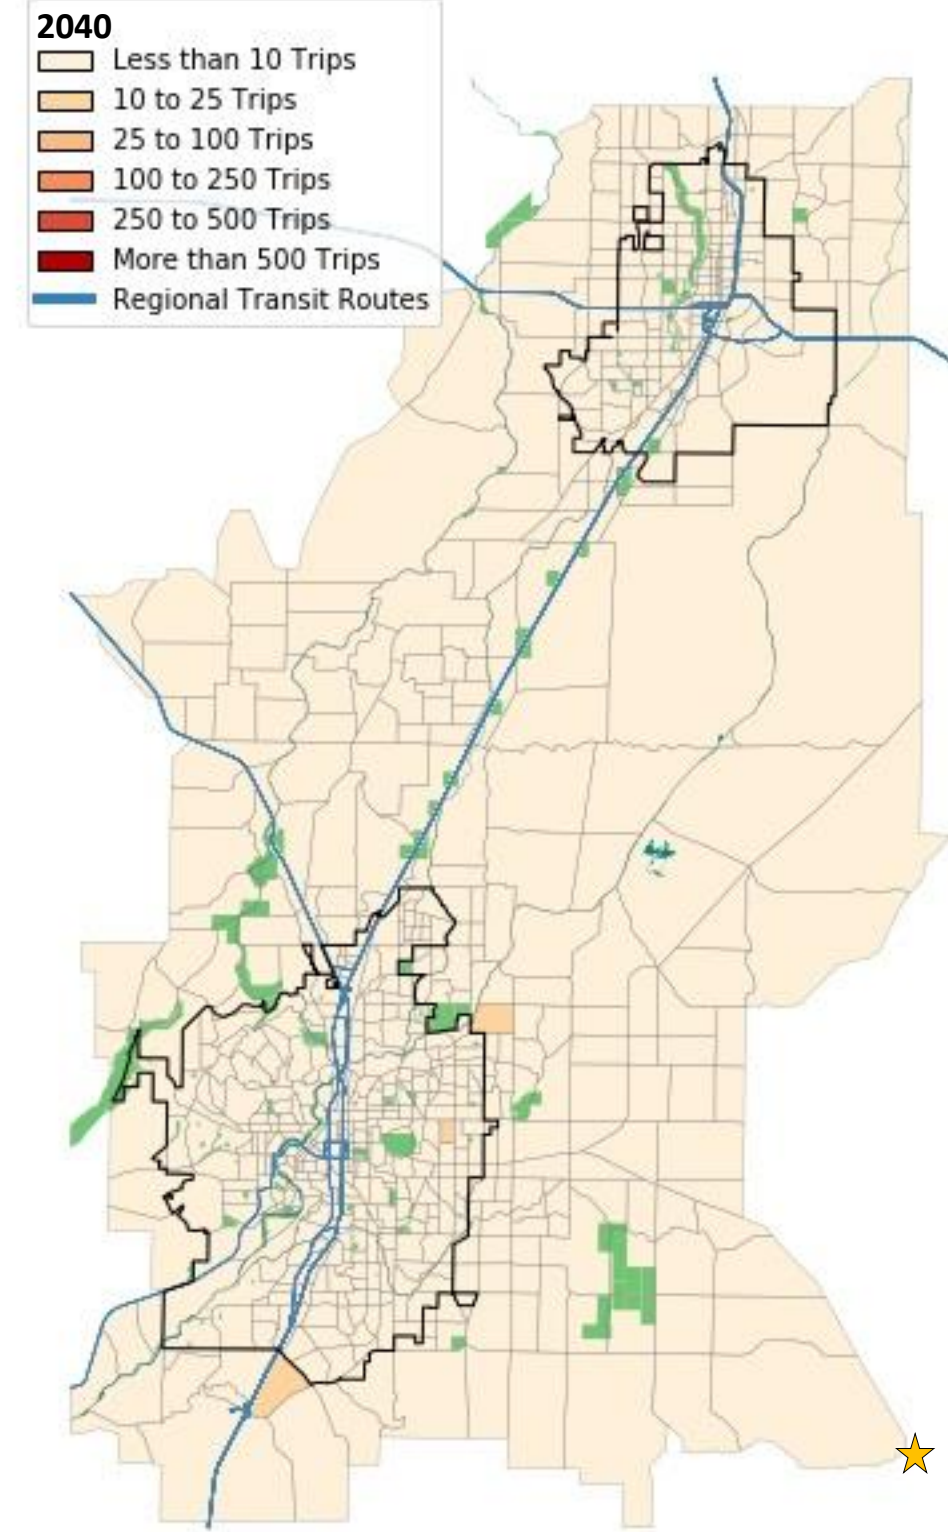 2040
Less than 10 Trips
10 to 25 Trips
25 to 100 Trips
100 to 250 Trips
250 to 500 Trips
More than 500 Trips
Regional Transit Routes